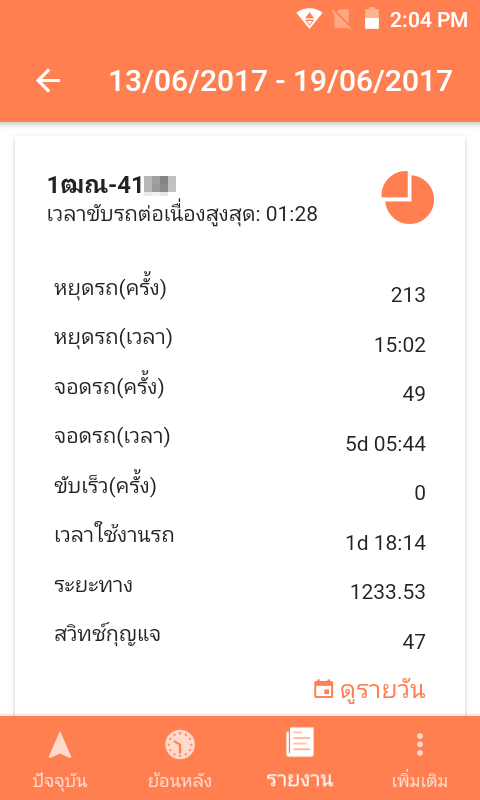 2:04 PM
13/06/2017 - 19/06/2017
1ฒณ-41
เวลาขับรถต่อเนื่องสูงสุด: 01:28
หยุดรถ(ครั้ง) 213
หยุดรถ(เวลา) 15:02
จอดรถ(ครั้ง) 49
จอดรถ(เวลา) 5d 05:44
ขับเร็ว(ครั้ง) 0
เวลาใช้งานรถ 1d 18:14
ระยะทาง 1233.53
สวิทช์กุญแจ 47
ดูรายวัน
ปัจจุบัน ย้อนหลัง รายงาน เพิ่มเติม